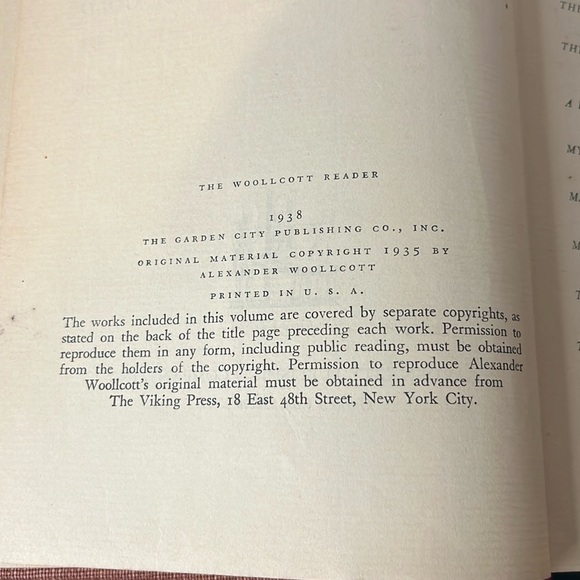 THE WOOLLCOTT READER
1938
THE GARDEN CITY PUBLISHING CO., INC.
ORIGINAL MATERIAL COPYRIGHT 1935 BY
ALEXANDER WOOLLCOTT
PRINTED IN U. S. A.
The works included in this volume are covered by separate copyrights, as
stated on the back of the title page preceding each work. Permission to
reproduce them in any form, including public reading, must be obtained
from the holders of the copyright. Permission to reproduce Alexander
Woollcott's original material must be obtained in advance from
The Viking Press, 18 East 48th Street, New York City.
A